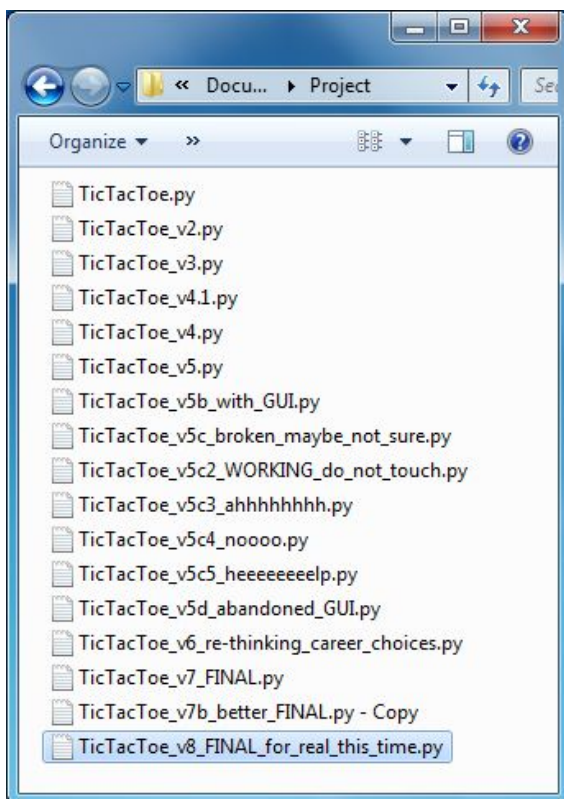 « Docu... Project Sea
Organize »
TicTacToe.py
TicTacToe_v2.py
TicTacToe_v3.py
TicTacToe_v4.1.py
TicTacToe_v4.py
TicTacToe_v5.py
TicTacToe_v5b_with_GUI.py
TicTacToe_v5c_broken_maybe_not_sure.py
TicTacToe_v5c2_WORKING_do_not_touch.py
TicTacToe_v5c3_ahhhhhhhh.py
TicTacToe_v5c4_noooo.py
TicTacToe_v5c5_heeeeeeeelp.py
TicTacToe_v5d_abandoned_GUI.py
TicTacToe_v6_re-thinking_career_choices.py
TicTacToe_v7_FINAL.py
TicTacToe_v7b_better_FINAL.py - Copy
TicTacToe_v8_FINAL_for_real_this_time.py